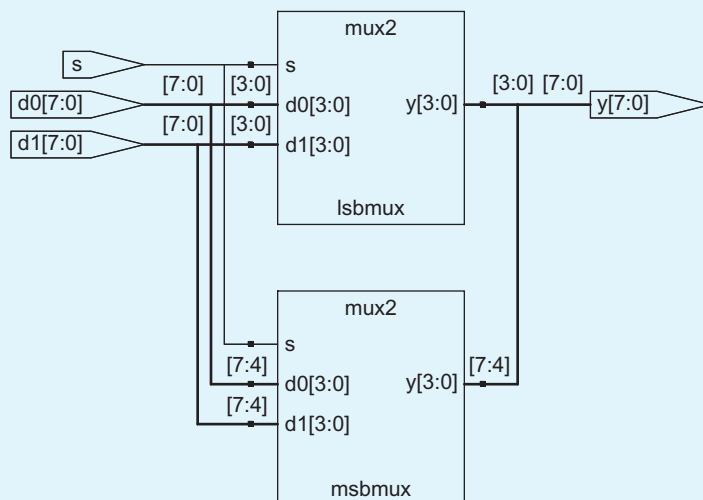 mux2
s
[7:0] [3:0] s [3:0] [7:0]
d0[7:0] d0[3:0] y[3:0] y[7:0]
[7:0] [3:0]
d1[7:0] d1[3:0]
lsbmux
mux2
s
[7:4] [7:4]
d0[3:0] y[3:0]
[7:4]
d1[3:0]
msbmux